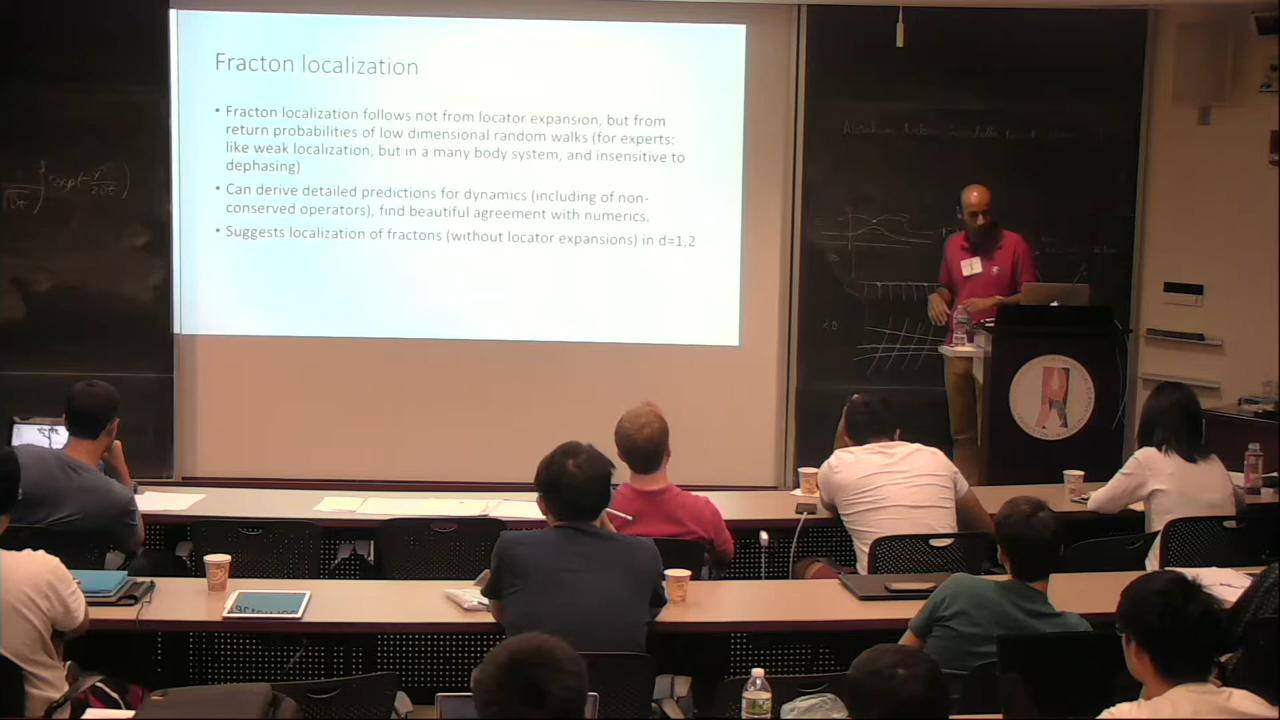 Fracton localization
• Fracton localization follows not from locator expansion, but from
return probabilities of low dimensional random walks (for experts:
like weak localization, but in a many body system, and insensitive to
dephasing)
• Can derive detailed predictions for dynamics (including of non-
conserved operators), find beautiful agreement with numerics.
• Suggests localization of fractons (without locator expansions) in d=1,2